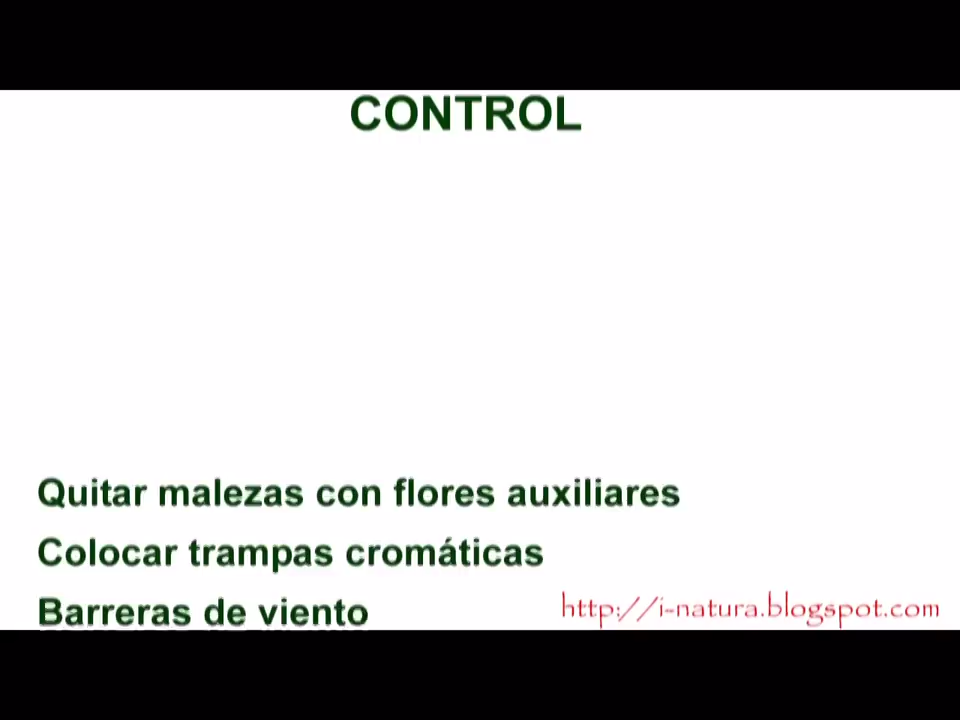 CONTROL
Quitar malezas con flores auxiliares
Colocar trampas cromáticas
Barreras de viento
http://i-natura.blogspot.com